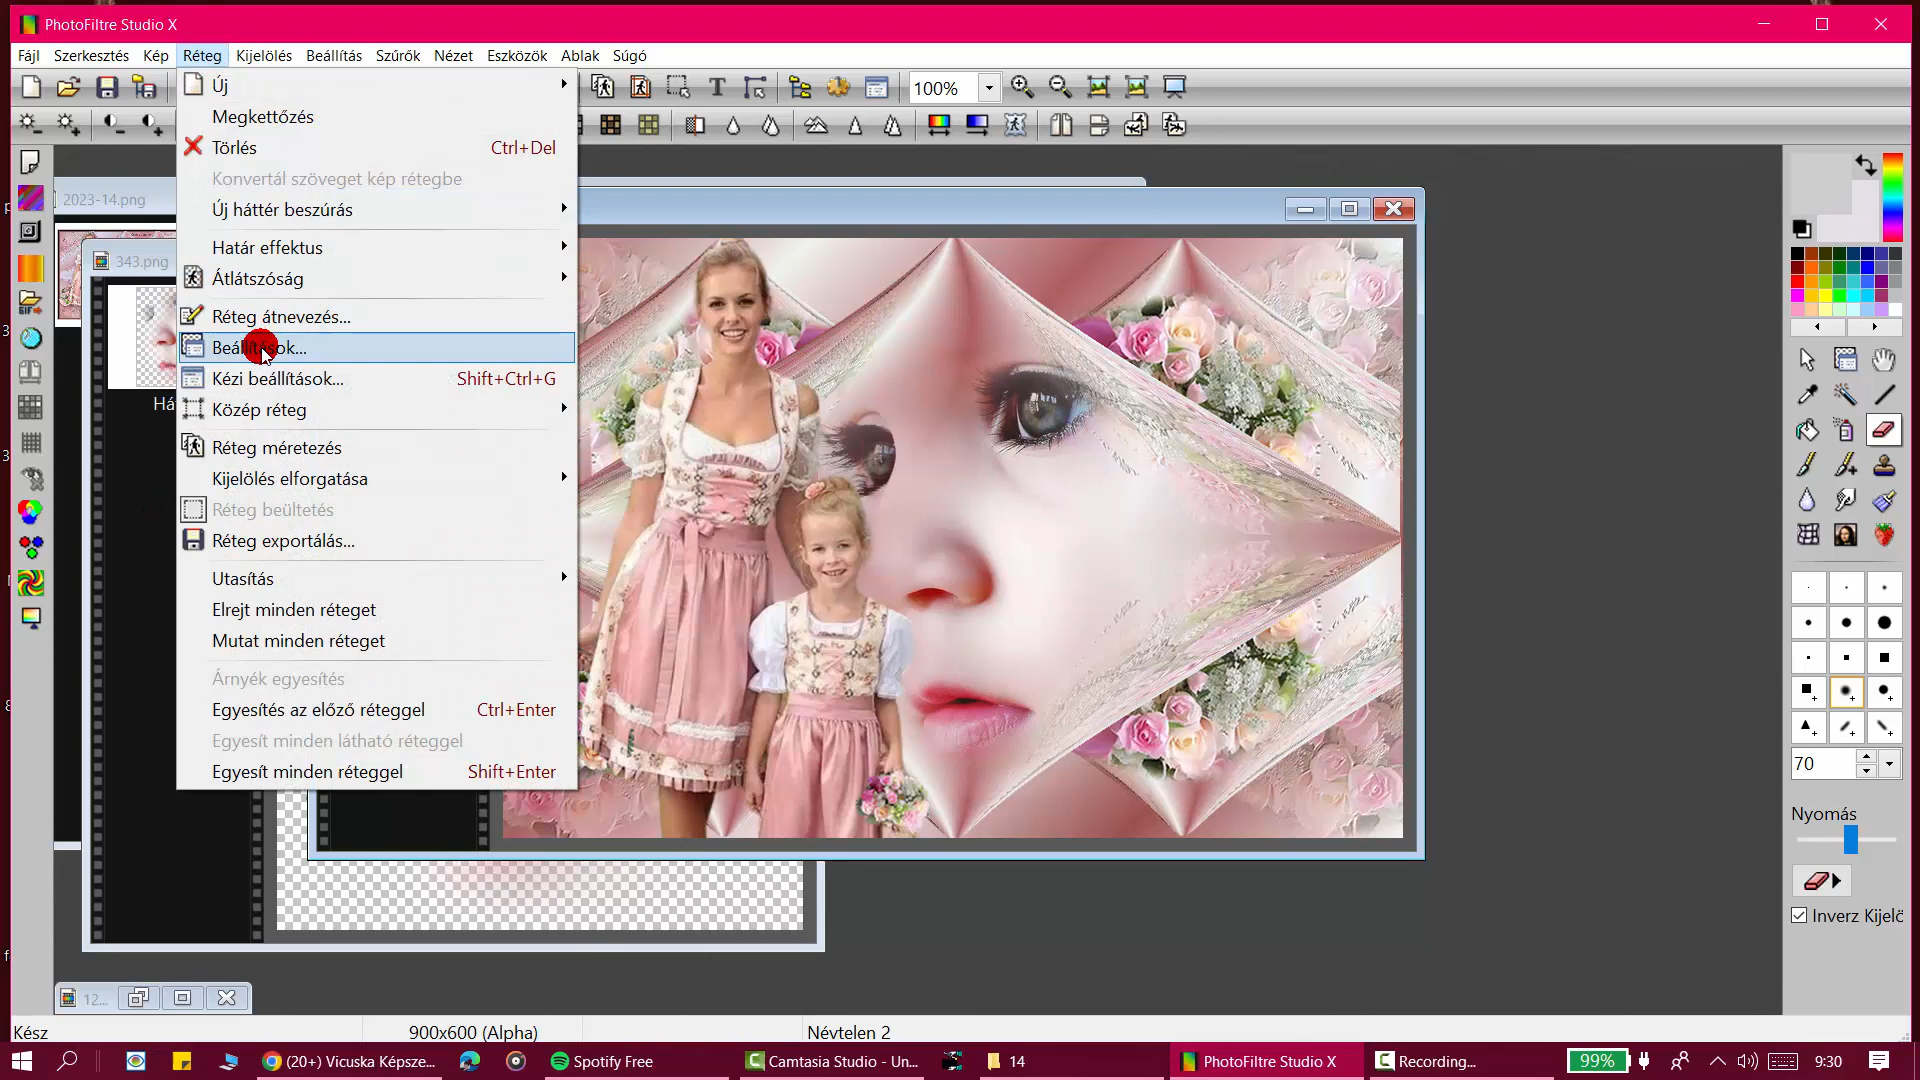 PhotoFiltre Studio X
Fájl Szerkesztés Kép Réteg Kijelölés Beállítás Szűrők Nézet Eszközök Ablak Súgó
100%
Új
Megkettőzés
Törlés Ctrl+Del
Konvertál szöveget kép rétegbe
Új háttér beszúrás
Határ effektus
Átlátszóság
Réteg átnevezés...
Beállítások...
Kézi beállítások... Shift+Ctrl+G
Közép réteg
Réteg méretezés
Kijelölés elforgatása
Réteg beültetés
Réteg exportálás...
Utasítás
Elrejt minden réteget
Mutat minden réteget
Árnyék egyesítés
Egyesítés az előző réteggel Ctrl+Enter
Egyesít minden látható réteggel
Egyesít minden réteggel Shift+Enter
2023-14.png
343.png
Há
GIF
12...
70
Nyomás
Inverz Kijelö
Kész 900x600 (Alpha) Névtelen 2
(20+) Vicuska Képsze... Spotify Free Camtasia Studio - Un... 14 PhotoFiltre Studio X Recording... 99% 9:30